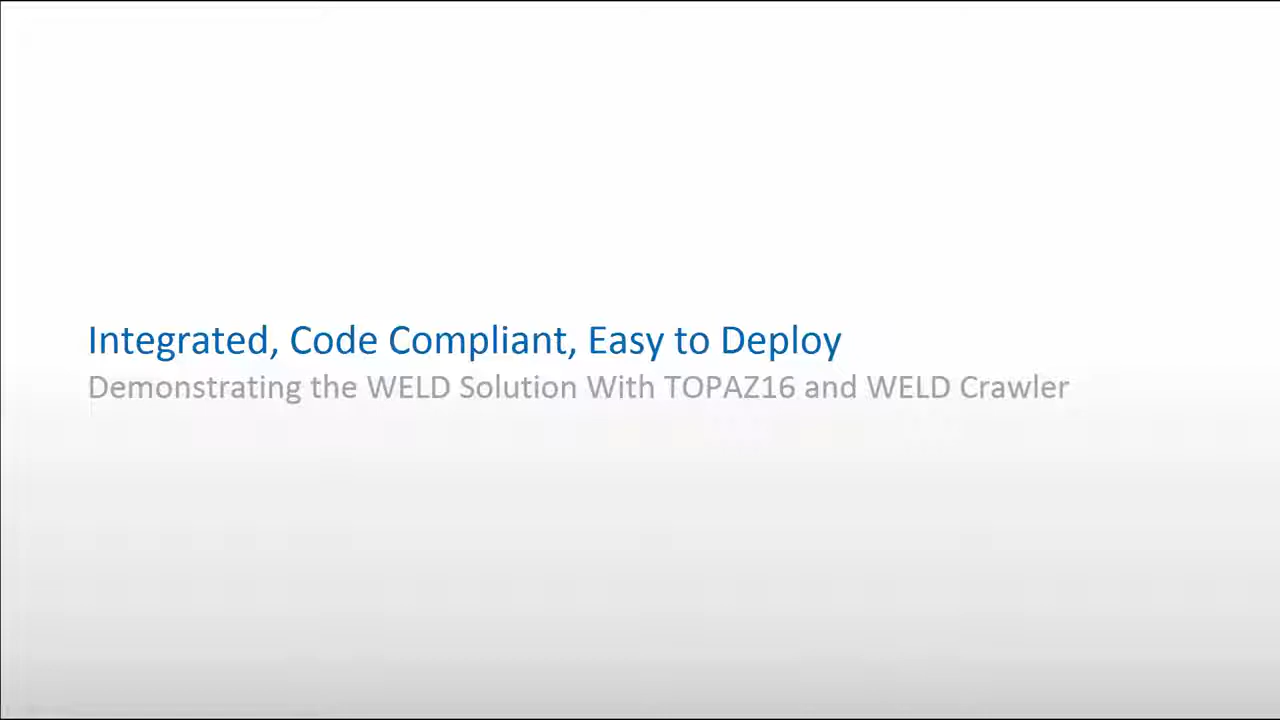 Integrated, Code Compliant, Easy to Deploy
Demonstrating the WELD Solution With TOPAZ16 and WELD Crawler